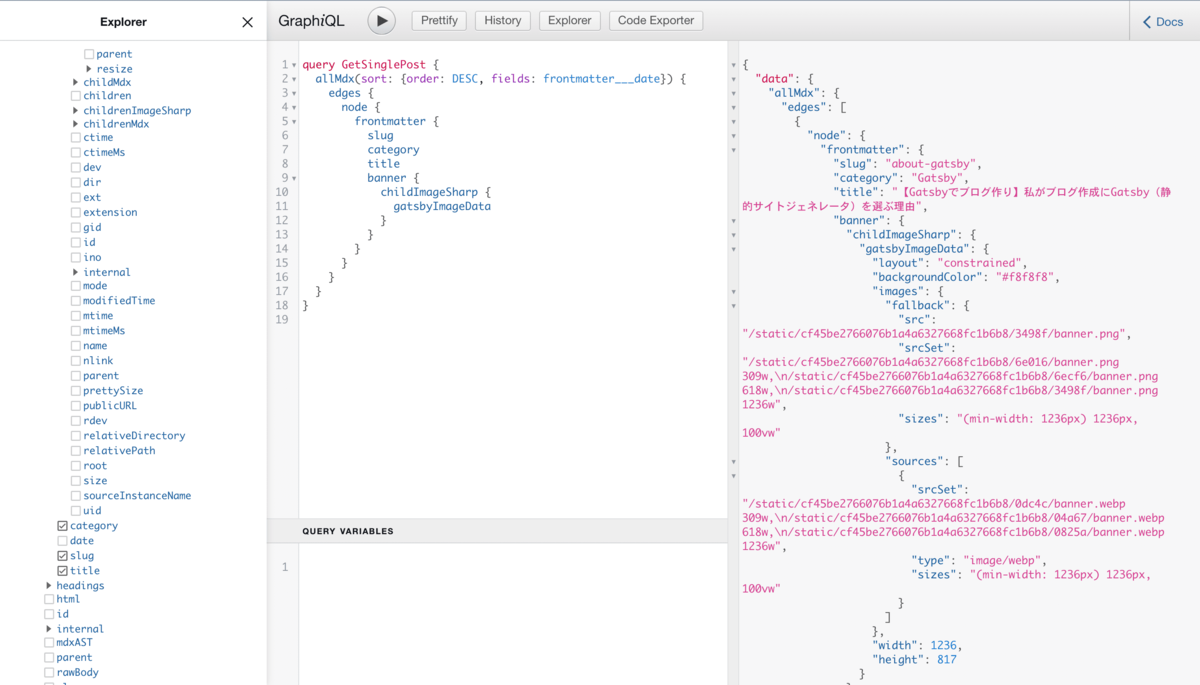 Explorer
parent
resize
childMdx
children
childrenImageSharp
childrenMdx
ctime
ctimeMs
dev
dir
ext
extension
gid
id
ino
internal
mode
modifiedTime
mtime
mtimeMs
name
nlink
parent
prettySize
publicURL
rdev
relativeDirectory
relativePath
root
size
sourceInstanceName
uid
category
date
slug
title
headings
html
id
internal
mdxAST
parent
rawBody
GraphiQL
Prettify
History
Explorer
Code Exporter
Docs
1 query GetSinglePost {
2 allMdx(sort: {order: DESC, fields: frontmatter___date}) {
3 edges {
4 node {
5 frontmatter {
6 slug
7 category
8 title
9 banner {
10 childImageSharp {
11 gatsbyImageData
12 }
13 }
14 }
15 }
16 }
17 }
18 }
19
QUERY VARIABLES
1
{
"data": {
"allMdx": {
"edges": [
{
"node": {
"frontmatter": {
"slug": "about-gatsby",
"category": "Gatsby",
"title": "【Gatsbyでブログ作り】私がブログ作成にGatsby（静
的サイトジェネレータ）を選ぶ理由",
"banner": {
"childImageSharp": {
"gatsbyImageData": {
"layout": "constrained",
"backgroundColor": "#f8f8f8",
"images": {
"fallback": {
"src":
"/static/cf45be2766076b1a4a6327668fc1b6b8/3498f/banner.png",
"srcSet":
"/static/cf45be2766076b1a4a6327668fc1b6b8/6e016/banner.png
309w,\n/static/cf45be2766076b1a4a6327668fc1b6b8/6ecf6/banner.png
618w,\n/static/cf45be2766076b1a4a6327668fc1b6b8/3498f/banner.png
1236w",
"sizes": "(min-width: 1236px) 1236px,
100vw"
},
"sources": [
{
"srcSet":
"/static/cf45be2766076b1a4a6327668fc1b6b8/0dc4c/banner.webp
309w,\n/static/cf45be2766076b1a4a6327668fc1b6b8/04a67/banner.webp
618w,\n/static/cf45be2766076b1a4a6327668fc1b6b8/0825a/banner.webp
1236w",
"type": "image/webp",
"sizes": "(min-width: 1236px) 1236px,
100vw"
}
]
},
"width": 1236,
"height": 817
}